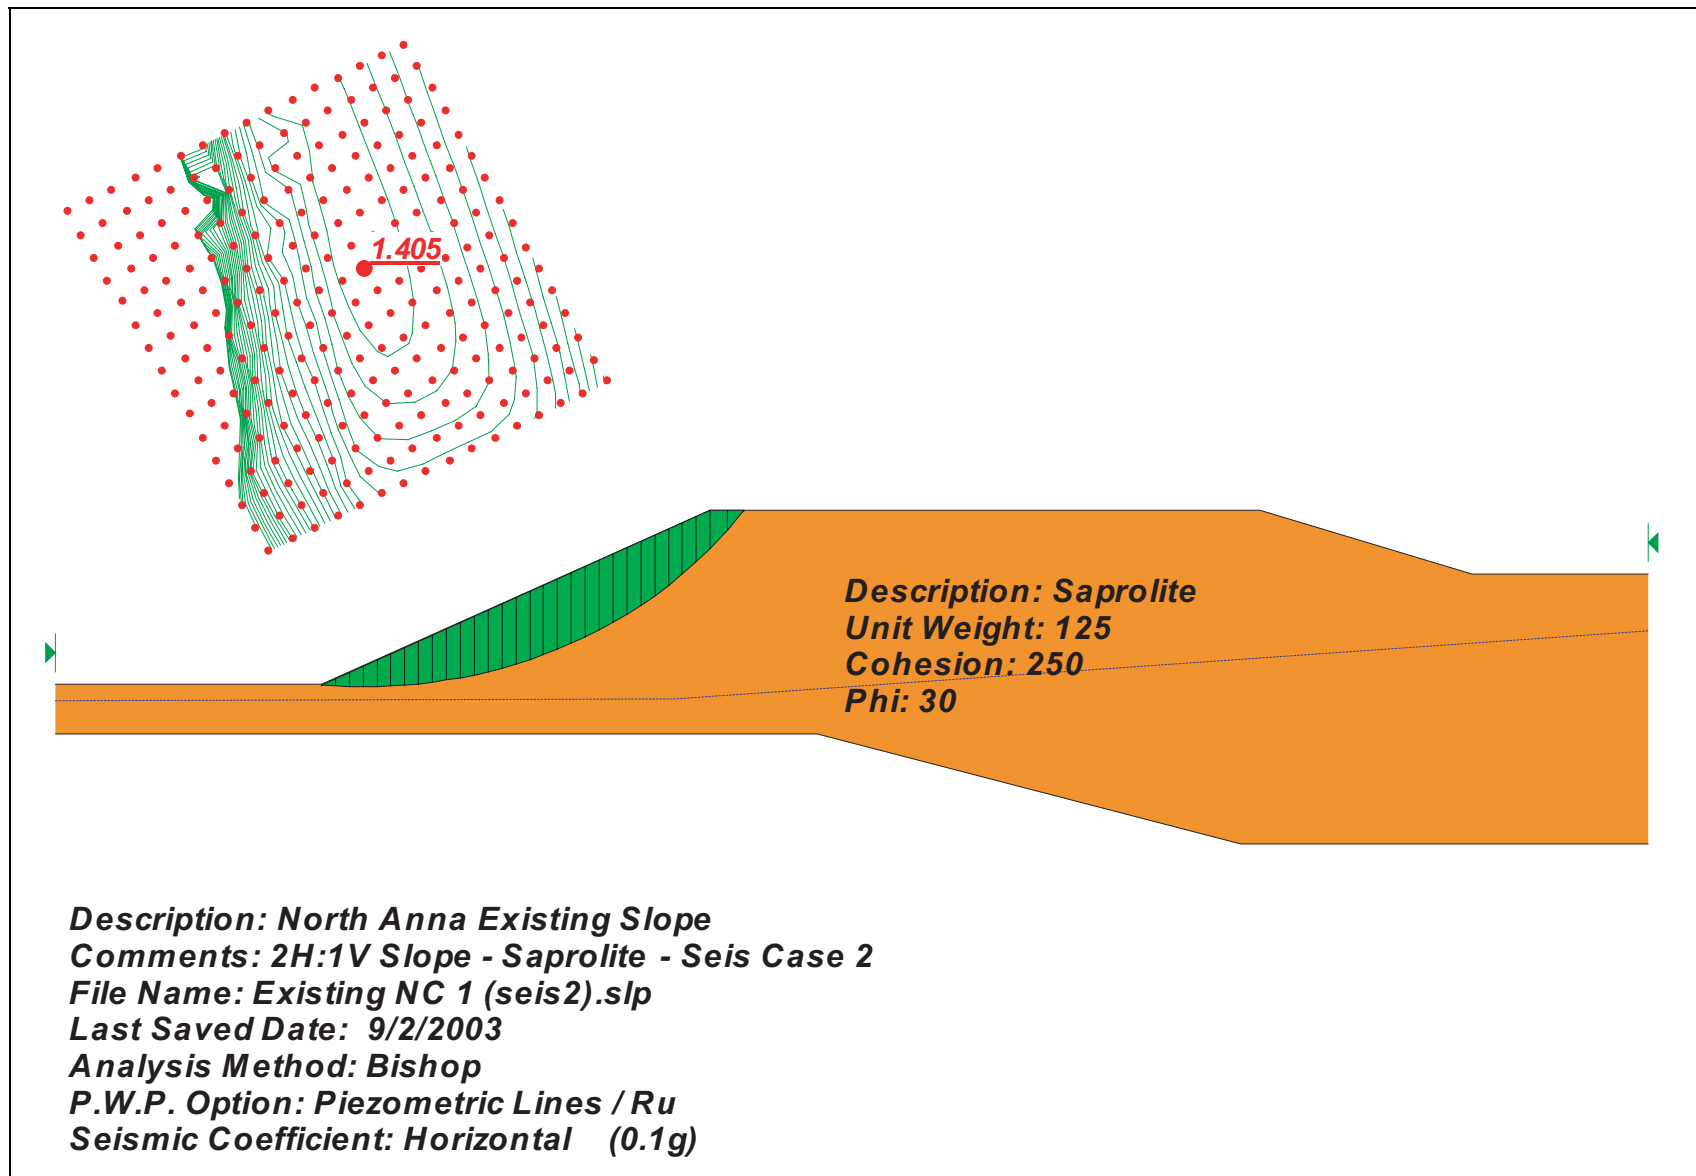 1.405
Description: Saprolite
Unit Weight: 125
Cohesion: 250
Phi: 30
Description: North Anna Existing Slope
Comments: 2H:1V Slope - Saprolite - Seis Case 2
File Name: Existing NC 1 (seis2).slp
Last Saved Date: 9/2/2003
Analysis Method: Bishop
P.W.P. Option: Piezometric Lines / Ru
Seismic Coefficient: Horizontal (0.1g)